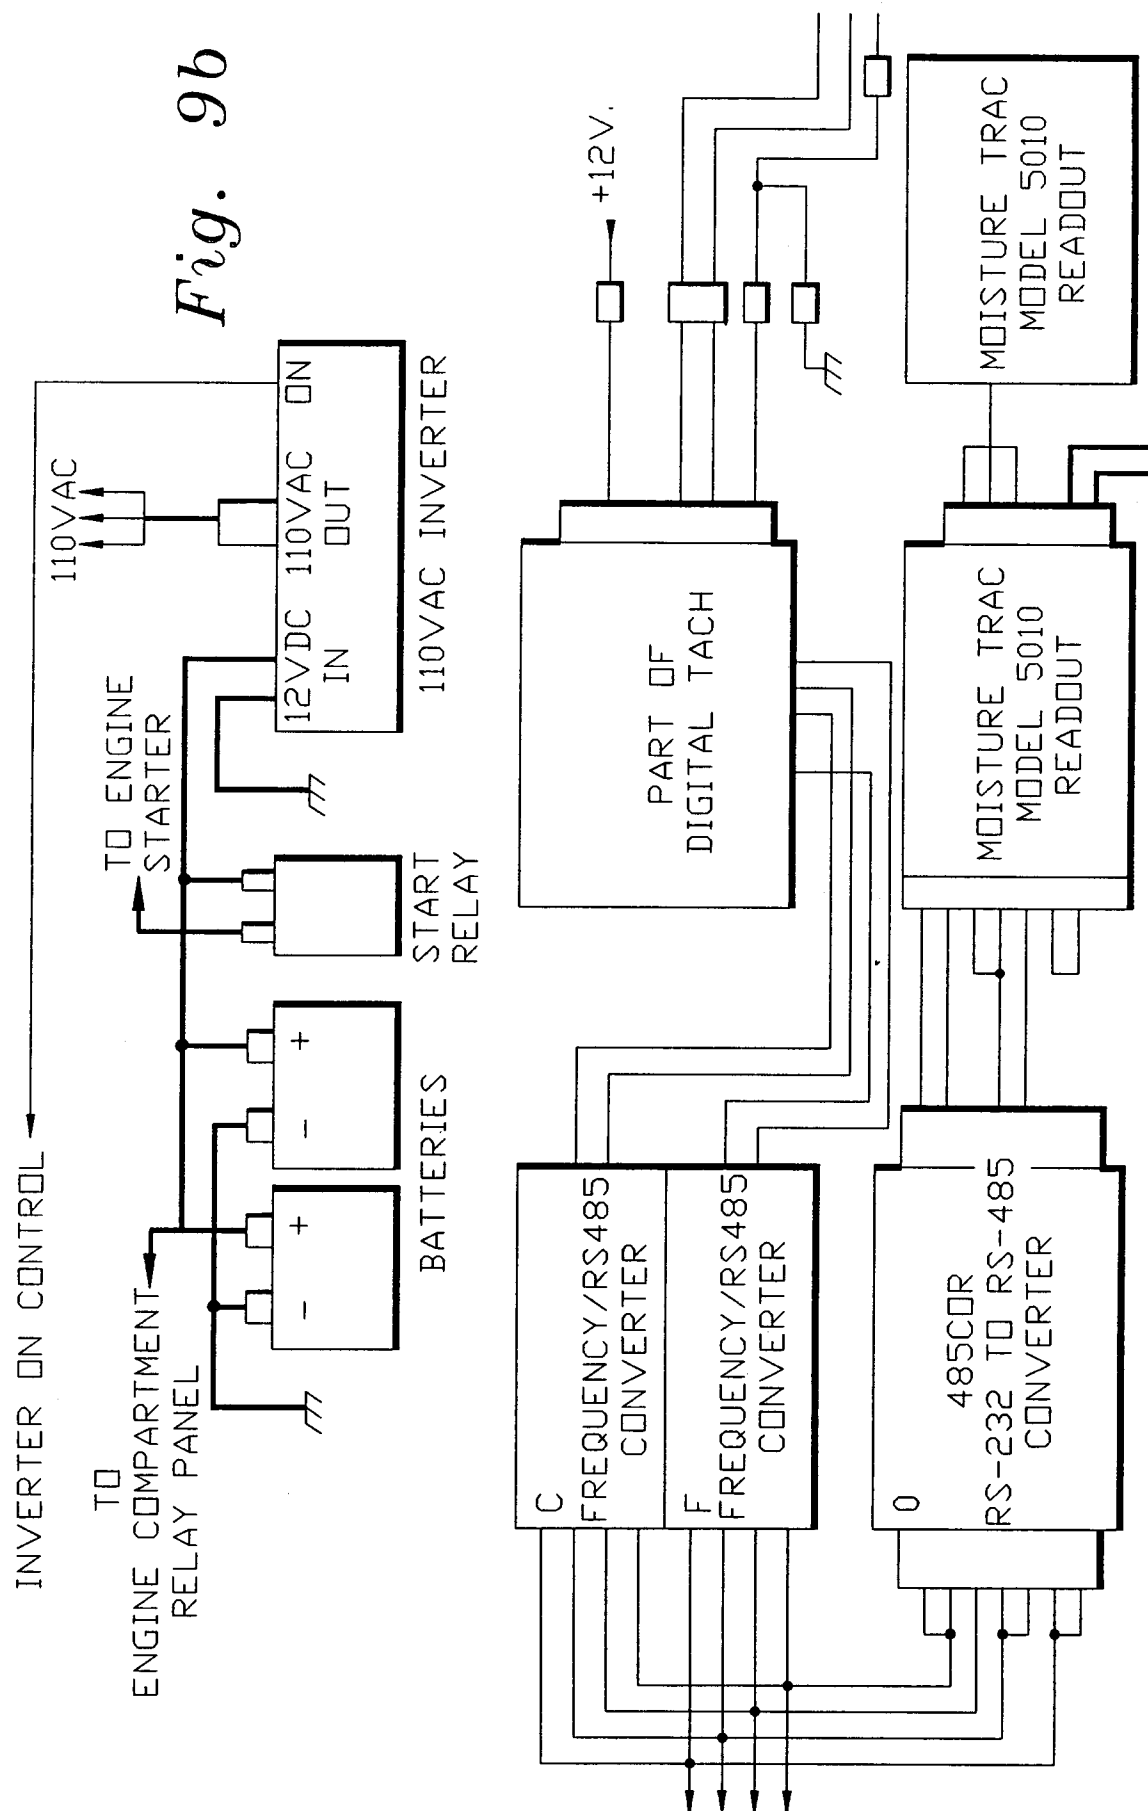 Fig. 9b
INVERTER ON CONTROL
TO
ENGINE COMPARTMENT
RELAY PANEL
TO ENGINE
STARTER
110VAC
- +
- +
BATTERIES
START
RELAY
12VDC
IN
110VAC
OUT
ON
110VAC INVERTER
C
FREQUENCY/RS485
CONVERTER
F
FREQUENCY/RS485
CONVERTER
PART OF
DIGITAL TACH
+12V.
O
485COR
RS-232 TO RS-485
CONVERTER
MOISTURE TRAC
MODEL 5010
READOUT
MOISTURE TRAC
MODEL 5010
READOUT